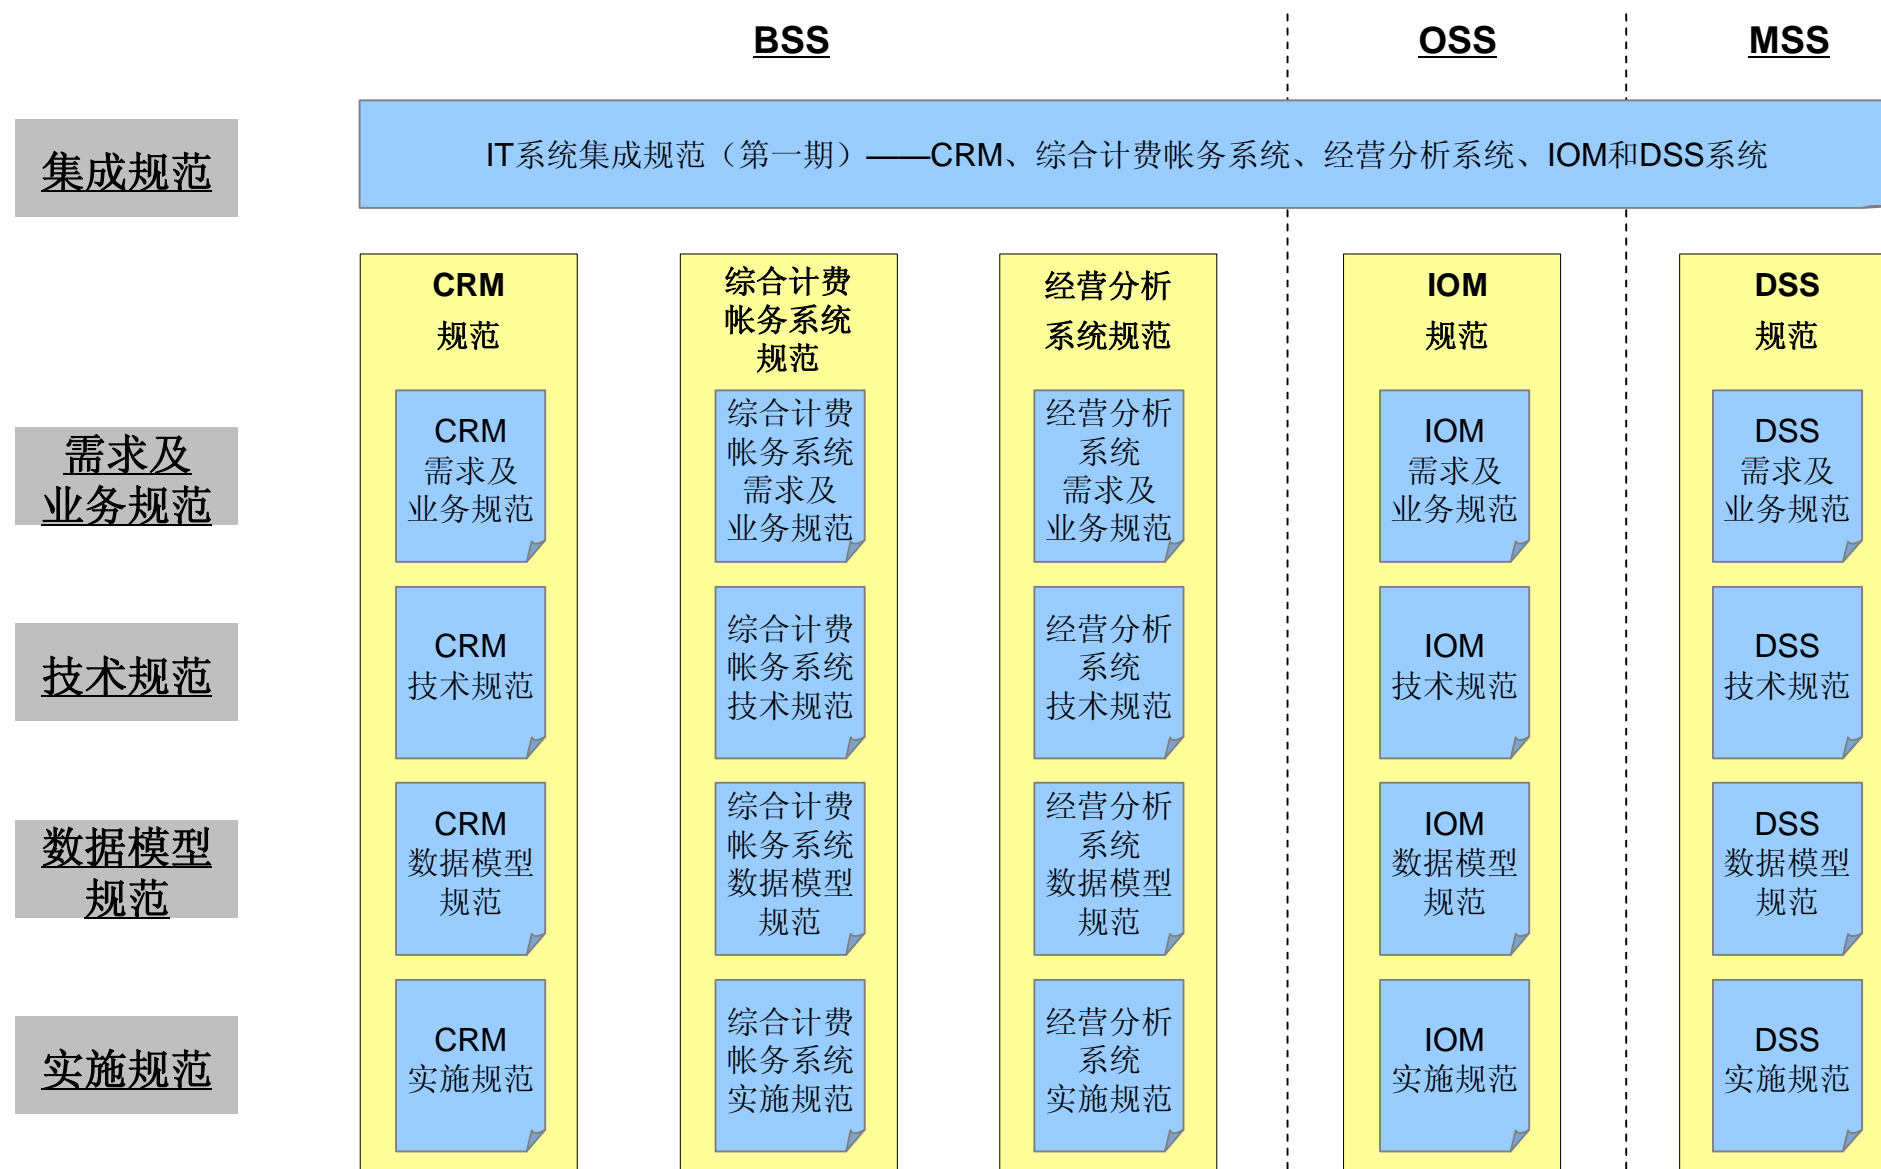 BSS
OSS
MSS
集成规范
IT系统集成规范（第一期）——CRM、综合计费帐务系统、经营分析系统、IOM和DSS系统
CRM
规范
综合计费
帐务系统
规范
经营分析
系统规范
IOM
规范
DSS
规范
需求及
业务规范
CRM
需求及
业务规范
综合计费
帐务系统
需求及
业务规范
经营分析
系统
需求及
业务规范
IOM
需求及
业务规范
DSS
需求及
业务规范
技术规范
CRM
技术规范
综合计费
帐务系统
技术规范
经营分析
系统
技术规范
IOM
技术规范
DSS
技术规范
数据模型
规范
CRM
数据模型
规范
综合计费
帐务系统
数据模型
规范
经营分析
系统
数据模型
规范
IOM
数据模型
规范
DSS
数据模型
规范
实施规范
CRM
实施规范
综合计费
帐务系统
实施规范
经营分析
系统
实施规范
IOM
实施规范
DSS
实施规范